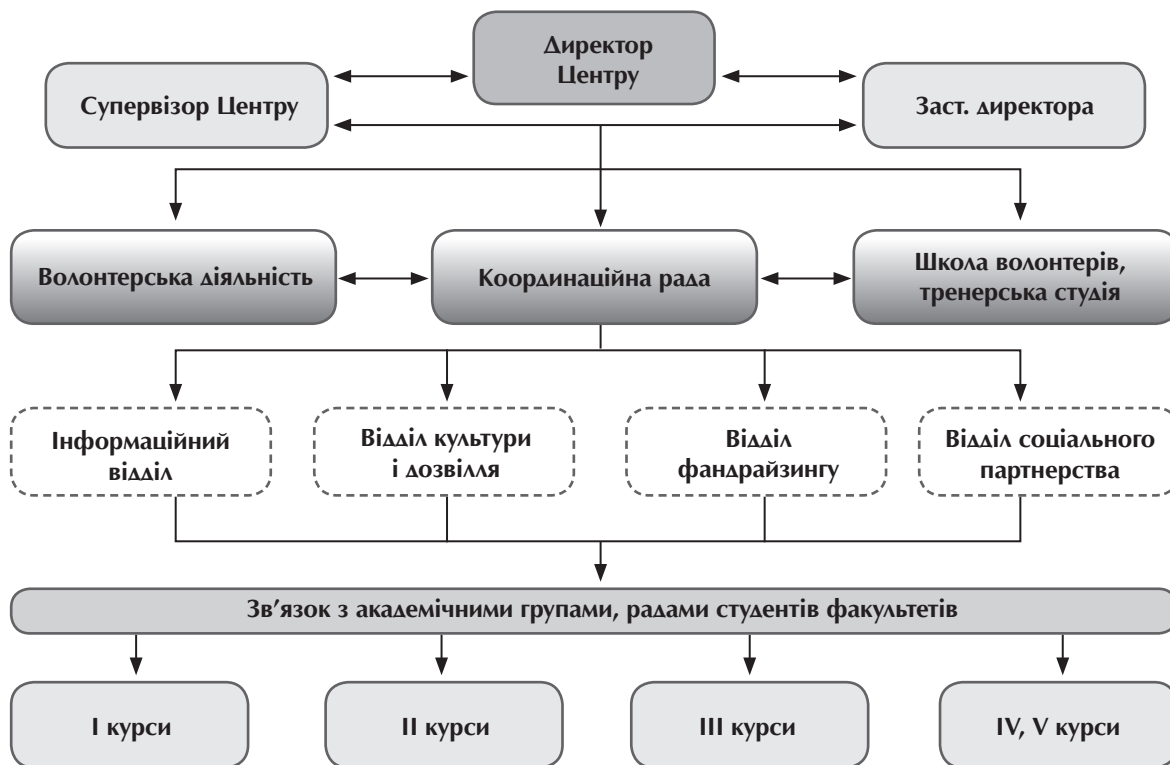 Директор
Центру
Супервізор Центру
Заст. директора
Волонтерська діяльність
Координаційна рада
Школа волонтерів,
тренерська студія
Інформаційний
відділ
Відділ культури
і дозвілля
Відділ
фандрайзингу
Відділ соціального
партнерства
Зв’язок з академічними групами, радами студентів факультетів
І курси
ІІ курси
ІІІ курси
IV, V курси